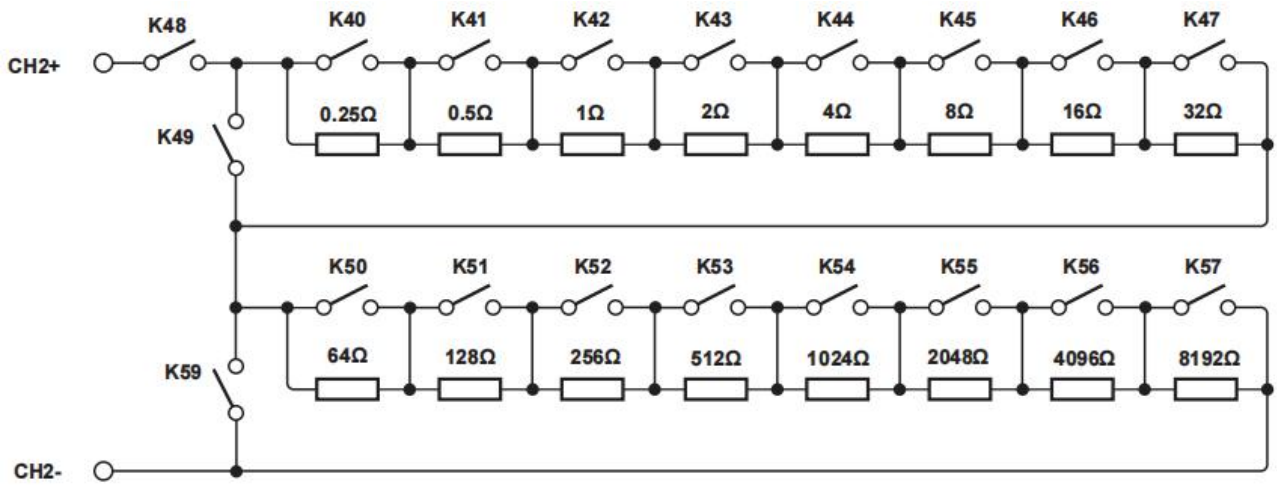 K48 K40 K41 K42 K43 K44 K45 K46 K47
CH2+
0.25Ω 0.5Ω 1Ω 2Ω 4Ω 8Ω 16Ω 32Ω
K49
K50 K51 K52 K53 K54 K55 K56 K57
64Ω 128Ω 256Ω 512Ω 1024Ω 2048Ω 4096Ω 8192Ω
K59
CH2-